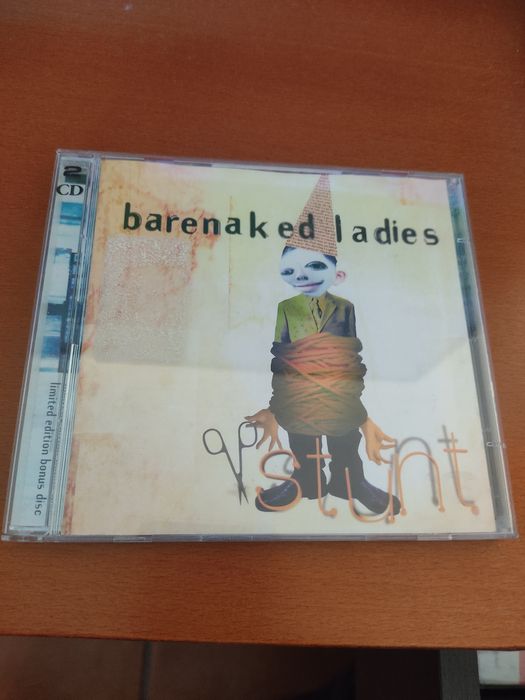 2
CD
barenaked ladies
stunt
limited edition bonus disc